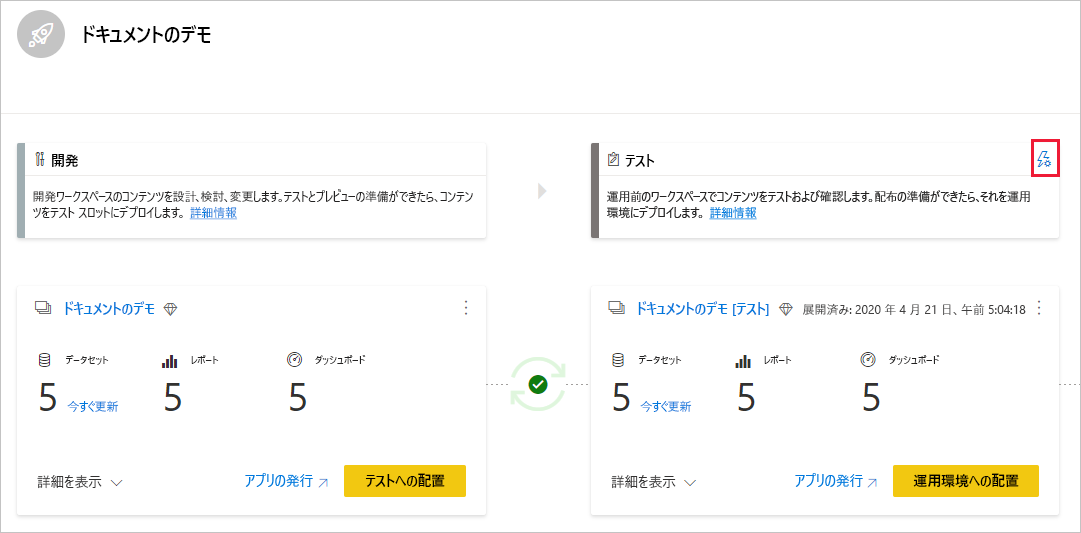 ドキュメントのデモ
開発
開発ワークスペースのコンテンツを設計、検討、変更します。テストとプレビューの準備ができたら、コンテン
ツをテスト スロットにデプロイします。 詳細情報
テスト
運用前のワークスペースでコンテンツをテストおよび確認します。配布の準備ができたら、それを運用
環境にデプロイします。 詳細情報
ドキュメントのデモ
データセット レポート ダッシュボード
5 今すぐ更新 5 5
詳細を表示 アプリの発行 テストへの配置
ドキュメントのデモ [テスト] 展開済み: 2020 年 4 月 21 日、午前 5:04:18
データセット レポート ダッシュボード
5 今すぐ更新 5 5
詳細を表示 アプリの発行 運用環境への配置